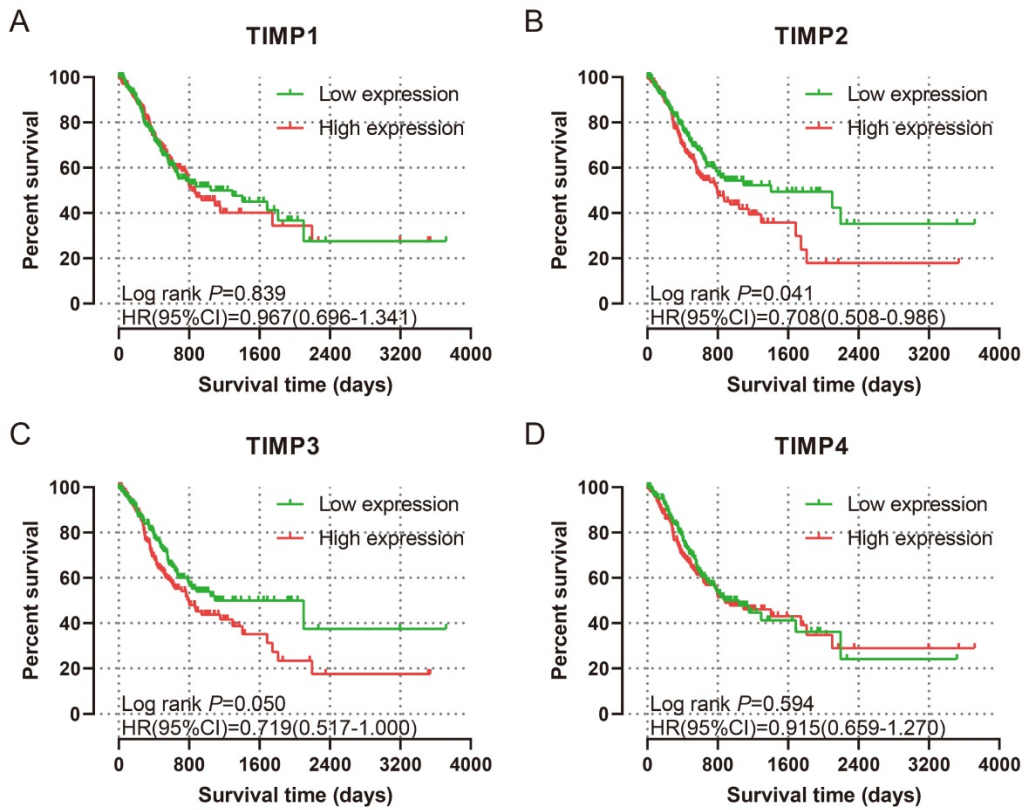 A
TIMP1
Percent survival
100
80
60
40
20
0
Low expression
High expression
Log rank P=0.839
HR(95%CI)=0.967(0.696-1.341)
0 800 1600 2400 3200 4000
Survival time (days)
B
TIMP2
Percent survival
100
80
60
40
20
0
Low expression
High expression
Log rank P=0.041
HR(95%CI)=0.708(0.508-0.986)
0 800 1600 2400 3200 4000
Survival time (days)
C
TIMP3
Percent survival
100
80
60
40
20
0
Low expression
High expression
Log rank P=0.050
HR(95%CI)=0.719(0.517-1.000)
0 800 1600 2400 3200 4000
Survival time (days)
D
TIMP4
Percent survival
100
80
60
40
20
0
Low expression
High expression
Log rank P=0.594
HR(95%CI)=0.915(0.659-1.270)
0 800 1600 2400 3200 4000
Survival time (days)